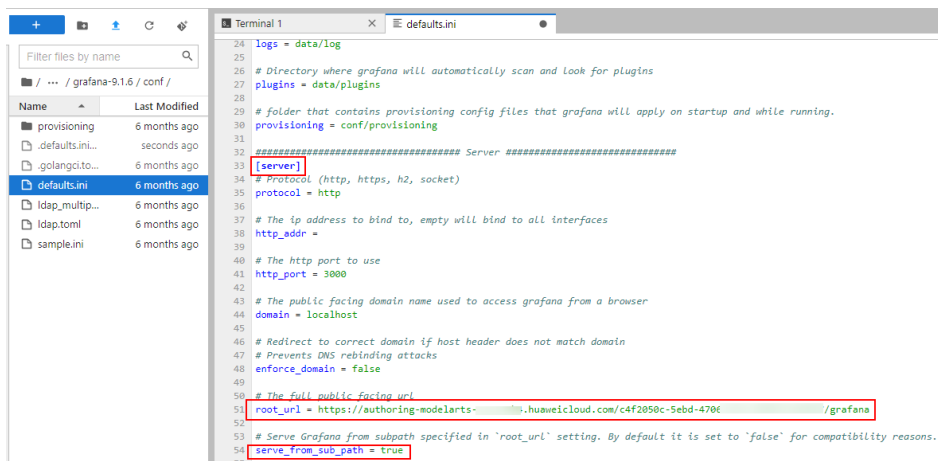 Terminal 1
defaults.ini
Filter files by name
/ ··· / grafana-9.1.6 / conf /
Name
Last Modified
provisioning 6 months ago
.defaults.ini... seconds ago
.golangci.to... 6 months ago
defaults.ini 6 months ago
ldap_multip... 6 months ago
ldap.toml 6 months ago
sample.ini 6 months ago
24 logs = data/log
25
26 # Directory where grafana will automatically scan and look for plugins
27 plugins = data/plugins
28
29 # folder that contains provisioning config files that grafana will apply on startup and while running.
30 provisioning = conf/provisioning
31
32 #################################### Server ##############################
33 [server]
34 # Protocol (http, https, h2, socket)
35 protocol = http
36
37 # The ip address to bind to, empty will bind to all interfaces
38 http_addr =
39
40 # The http port to use
41 http_port = 3000
42
43 # The public facing domain name used to access grafana from a browser
44 domain = localhost
45
46 # Redirect to correct domain if host header does not match domain
47 # Prevents DNS rebinding attacks
48 enforce_domain = false
49
50 # The full public facing url
51 root_url = https://authoring-modelarts- .huaweicloud.com/c4f2050c-5ebd-470 /grafana
52
53 # Serve Grafana from subpath specified in `root_url` setting. By default it is set to `false` for compatibility reasons.
54 serve_from_sub_path = true